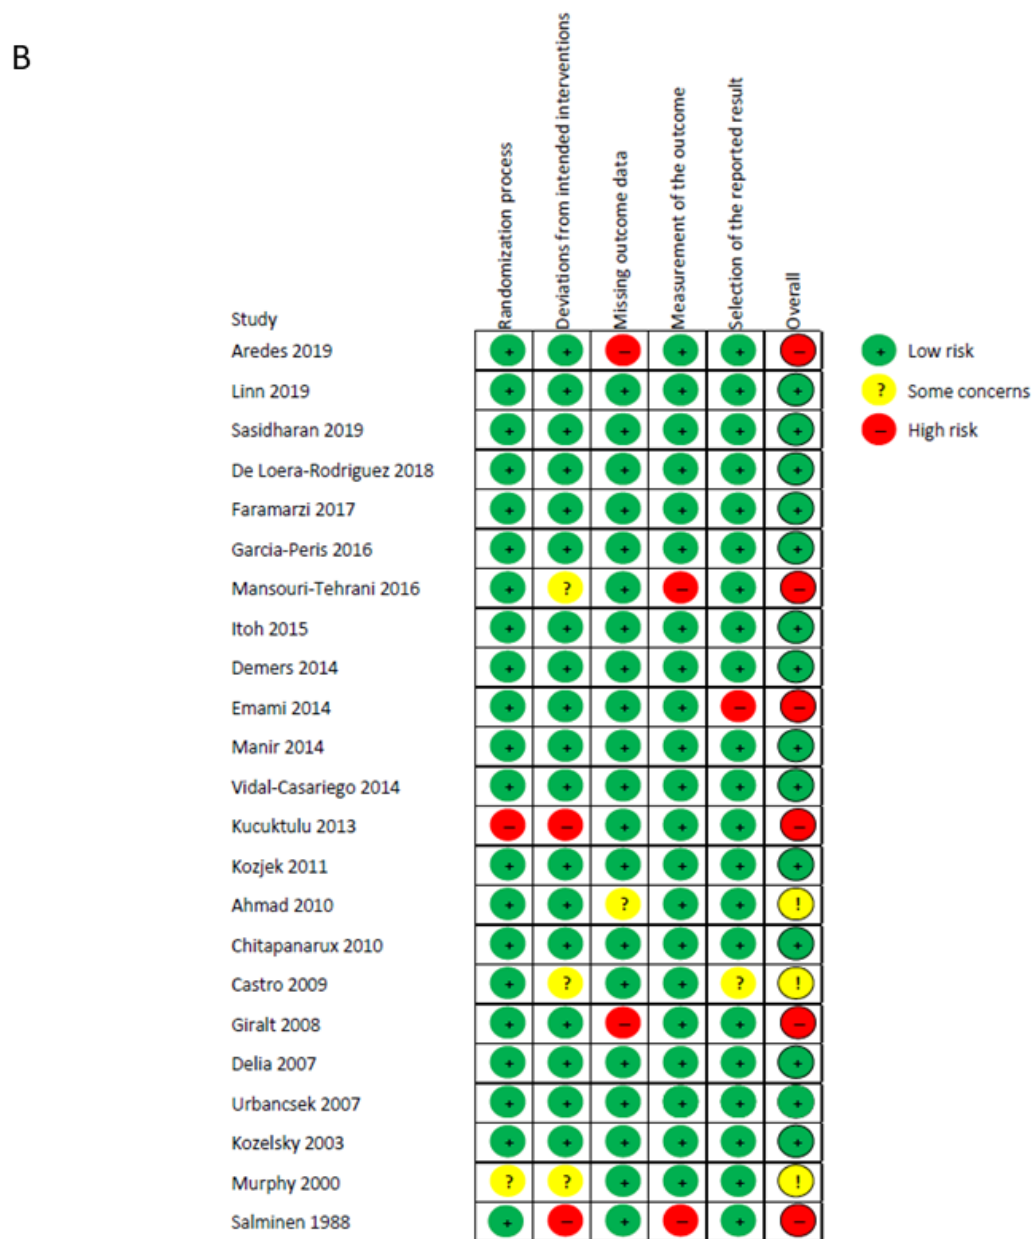 B
Randomization process
Deviations from intended interventions
Missing outcome data
Measurement of the outcome
Selection of the reported result
Overall
Study
Aredes 2019 + + – + + –
Linn 2019 + + + + + +
Sasidharan 2019 + + + + + +
De Loera-Rodriguez 2018 + + + + + +
Faramarzi 2017 + + + + + +
Garcia-Peris 2016 + + + + + +
Mansouri-Tehrani 2016 + ? + – + –
Itoh 2015 + + + + + +
Demers 2014 + + + + + +
Emami 2014 + + + + – –
Manir 2014 + + + + + +
Vidal-Casariego 2014 + + + + + +
Kucuktulu 2013 – – + + + –
Kozjek 2011 + + + + + +
Ahmad 2010 + + ? + + !
Chitapanarux 2010 + + + + + +
Castro 2009 + ? + + ? !
Giralt 2008 + + – + + –
Delia 2007 + + + + + +
Urbancsek 2007 + + + + + +
Kozelsky 2003 + + + + + +
Murphy 2000 ? ? + + + !
Salminen 1988 + – + – + –
+ Low risk
? Some concerns
– High risk